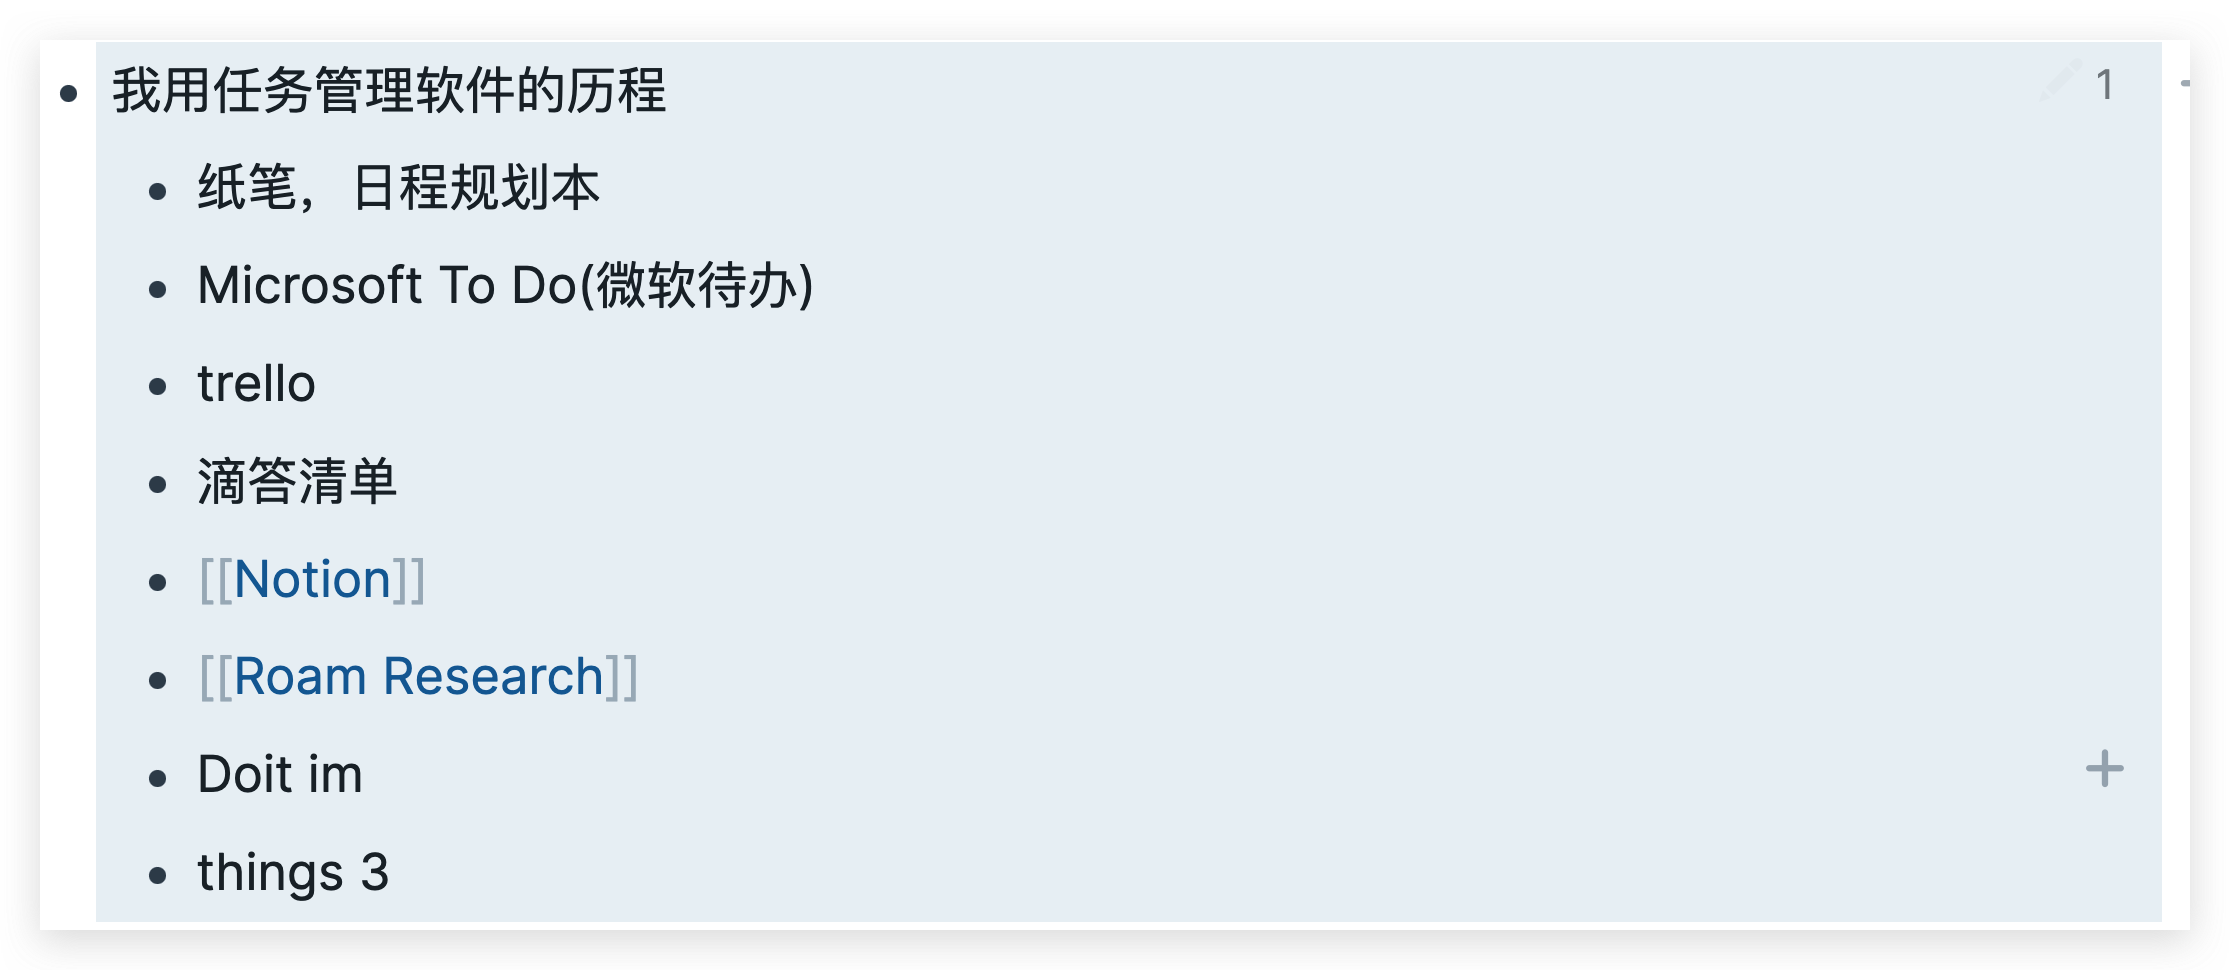 我用任务管理软件的历程 1
纸笔，日程规划本
Microsoft To Do(微软待办)
trello
滴答清单
[[Notion]]
[[Roam Research]]
Doit im
things 3